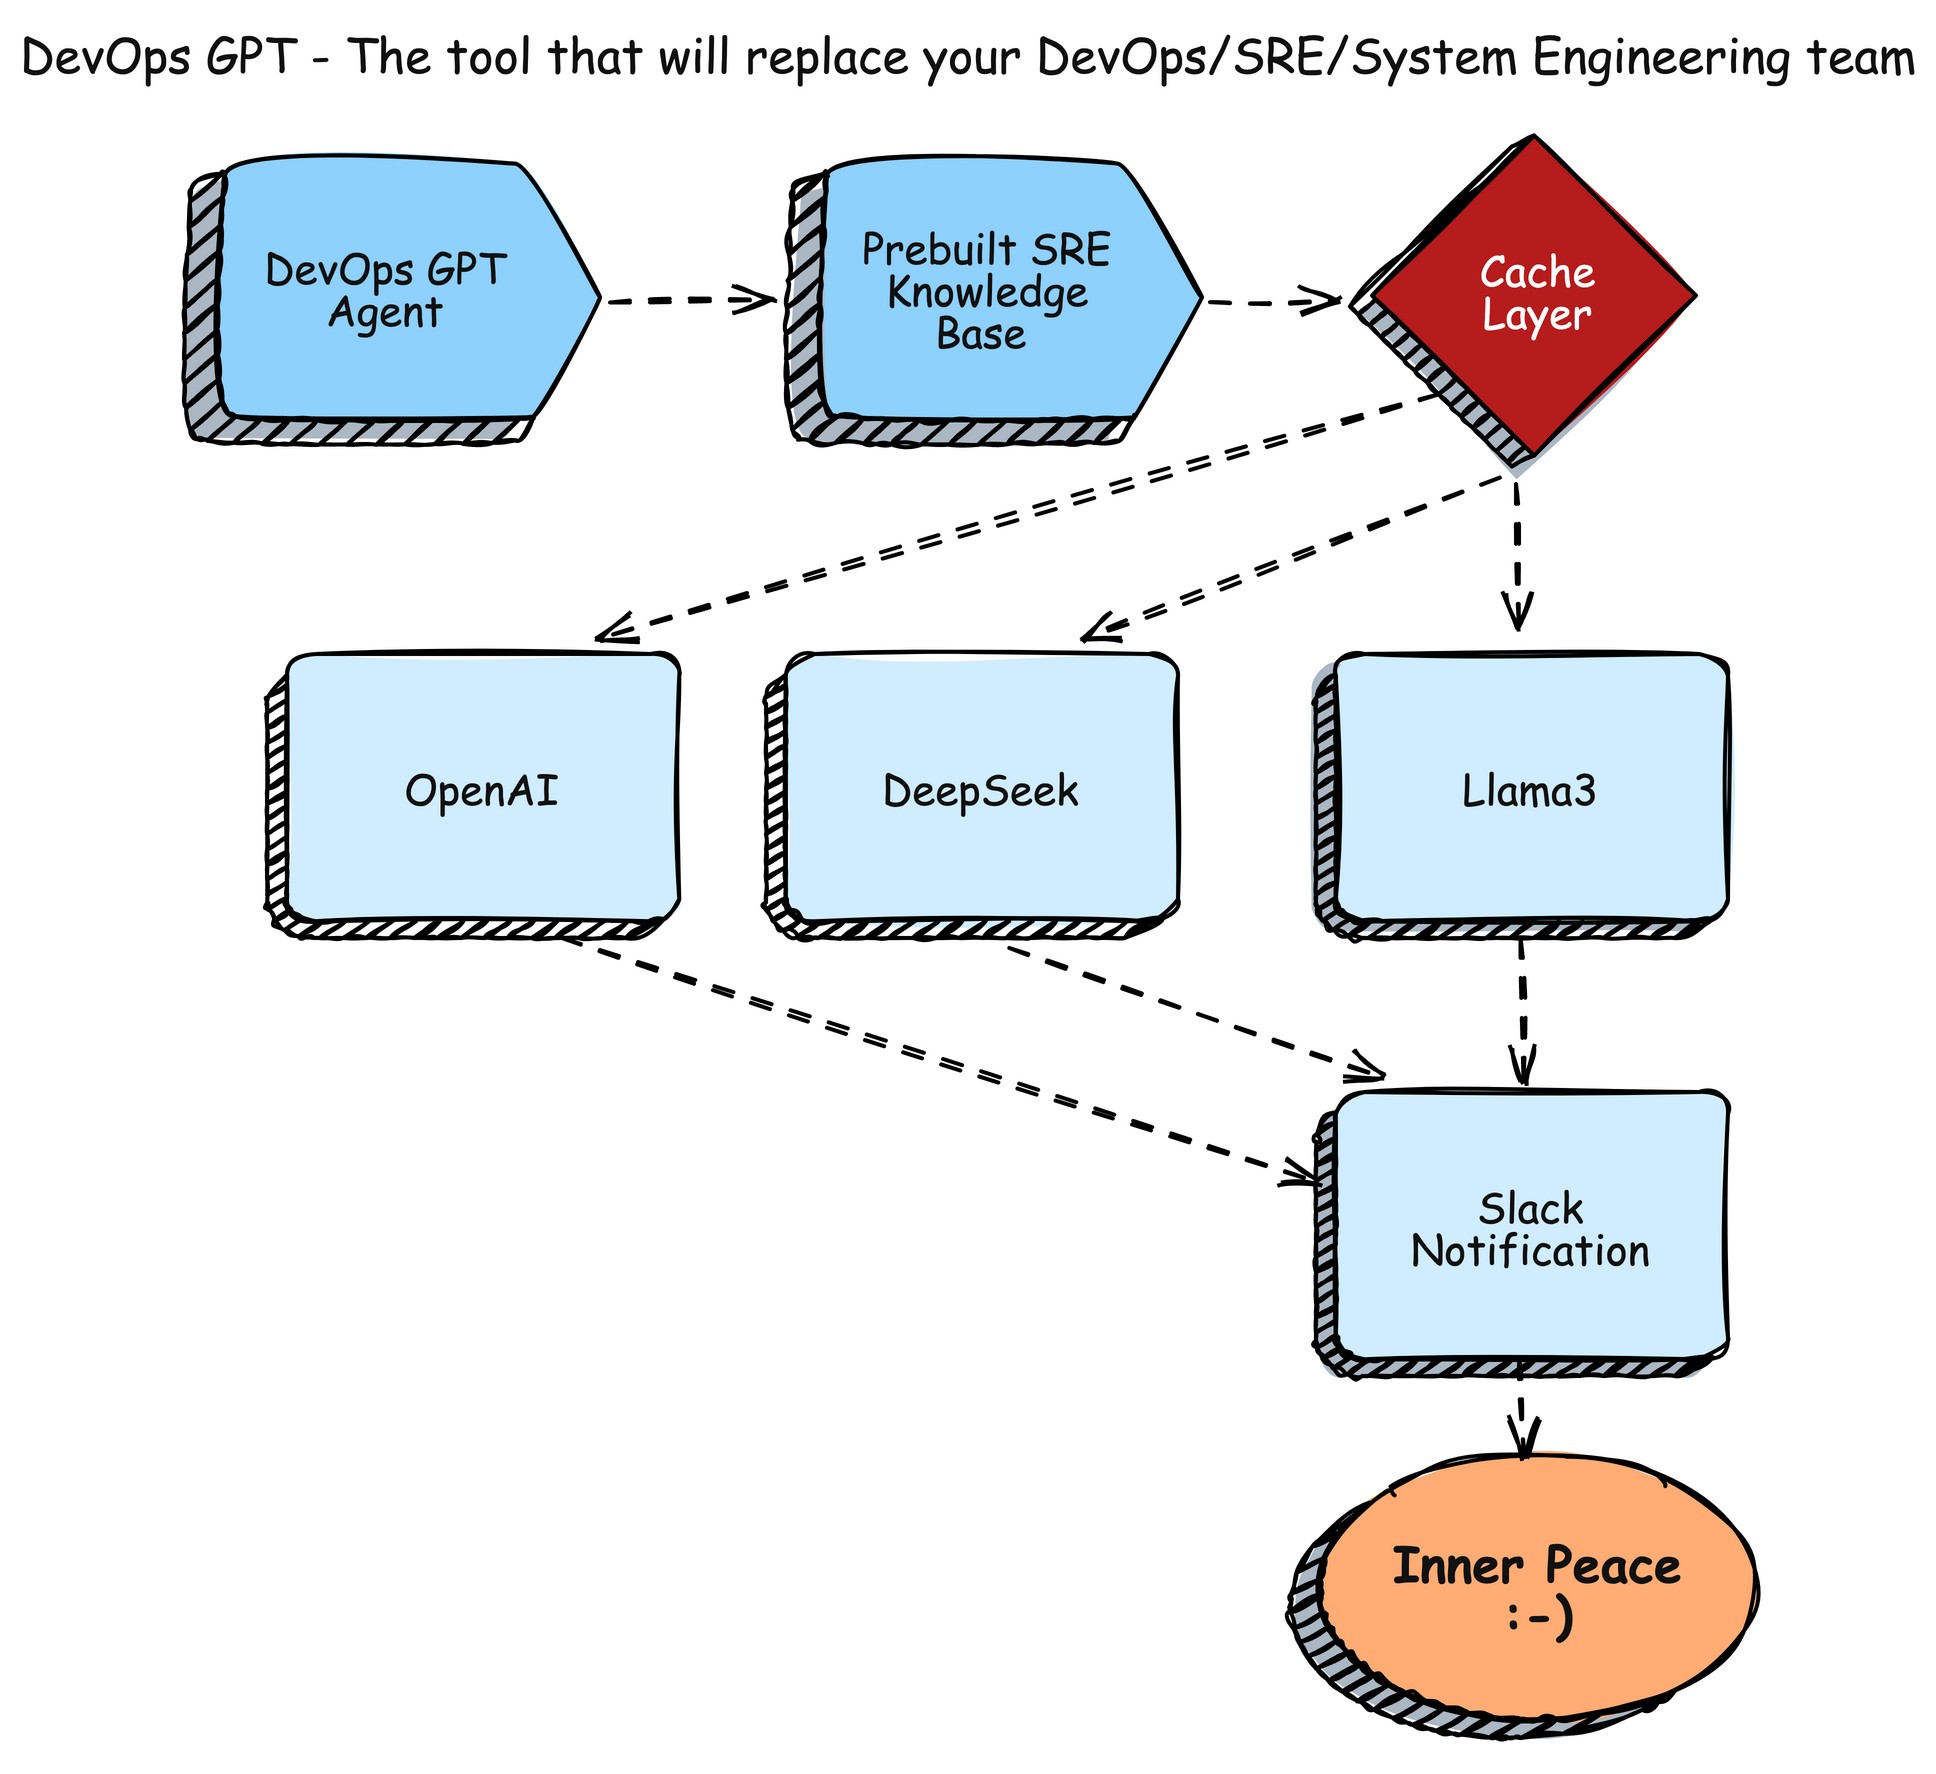 DevOps GPT - The tool that will replace your DevOps/SRE/System Engineering team
DevOps GPT
Agent
Prebuilt SRE
Knowledge
Base
Cache
Layer
OpenAI
DeepSeek
Llama3
Slack
Notification
Inner Peace
:-)